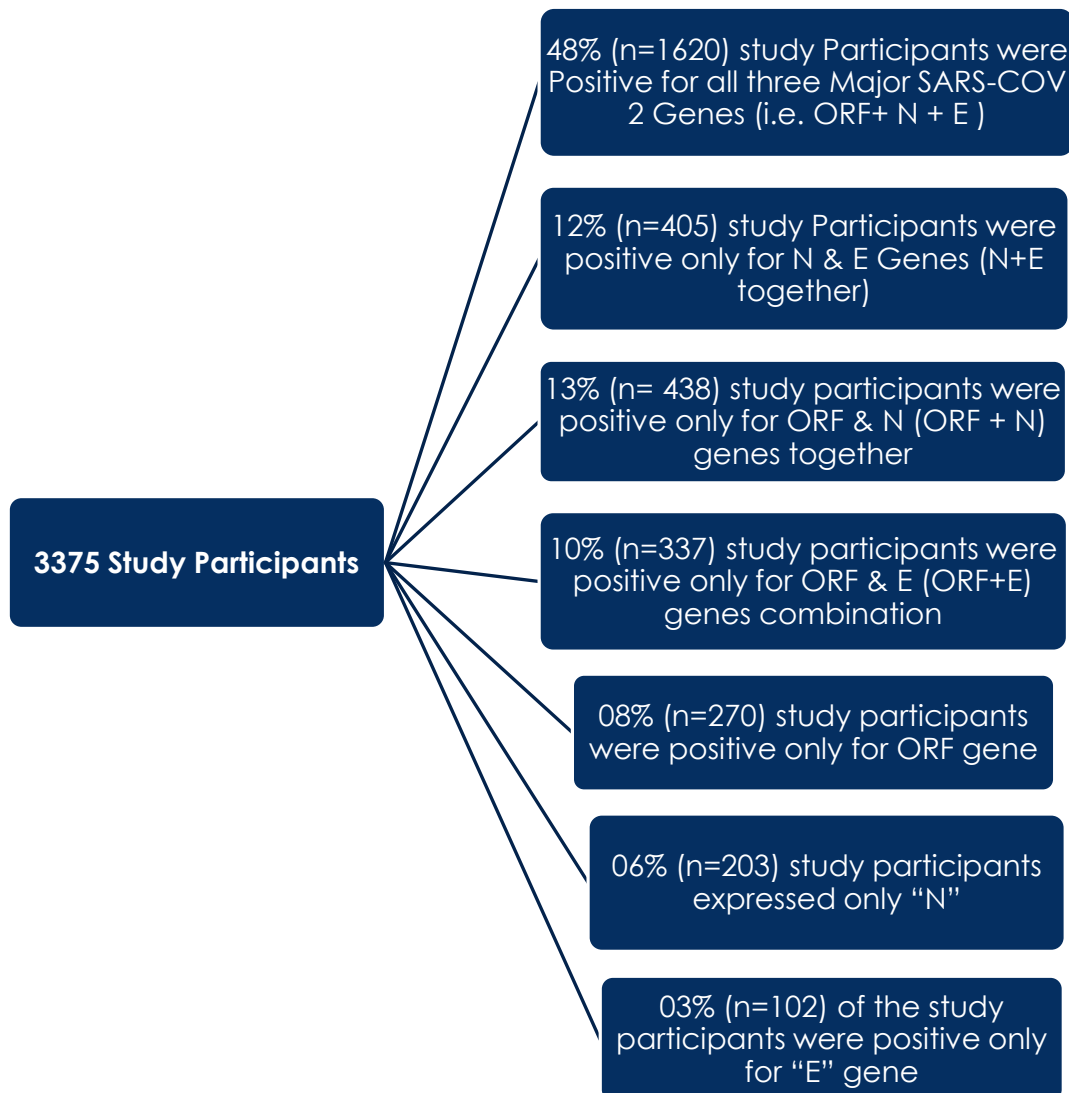 48% (n=1620) study Participants were
Positive for all three Major SARS-COV
2 Genes (i.e. ORF+ N + E )
12% (n=405) study Participants were
positive only for N & E Genes (N+E
together)
13% (n= 438) study participants were
positive only for ORF & N (ORF + N)
genes together
3375 Study Participants
10% (n=337) study participants were
positive only for ORF & E (ORF+E)
genes combination
08% (n=270) study participants
were positive only for ORF gene
06% (n=203) study participants
expressed only “N”
03% (n=102) of the study
participants were positive only
for “E” gene